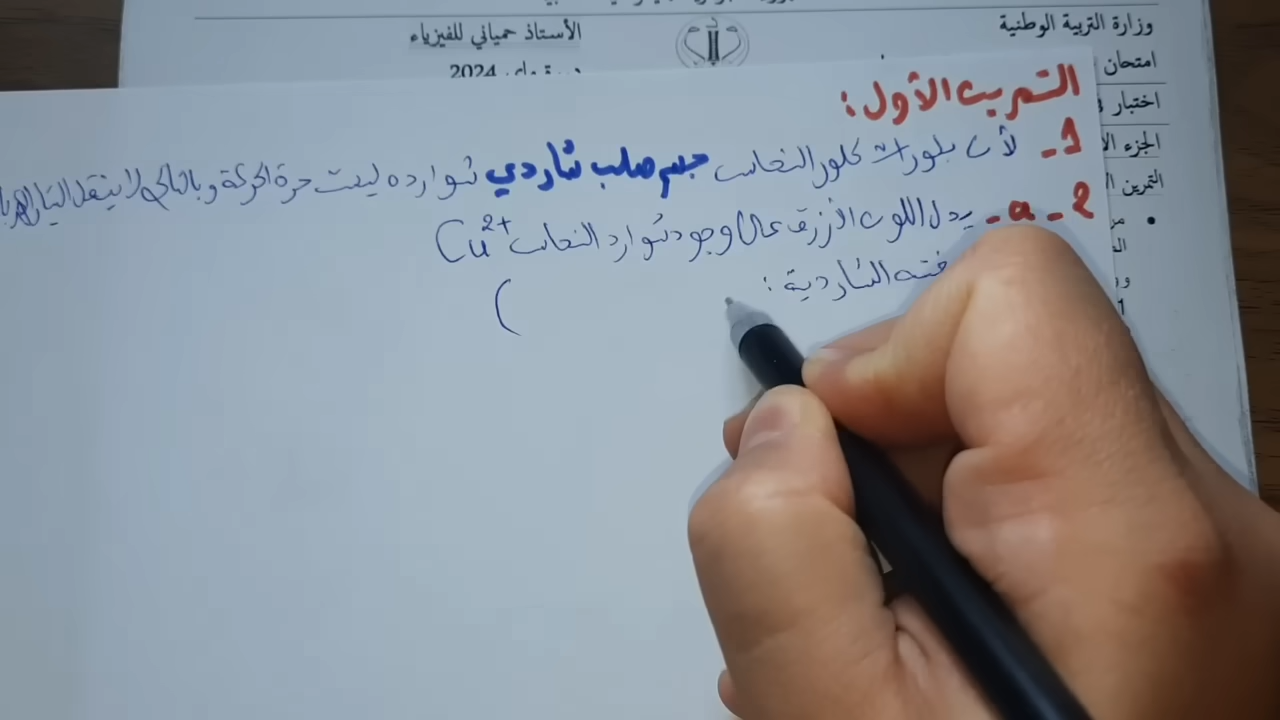 وزارة التربية الوطنية
الأستاذ حمياني للفيزياء
امتحان
2024
اختبار
الجزء
التمرين
التمرين الأول:
1- لأن بلورات كلور النحاس جسم صلب شاردي شوارده ليست حرة الحركة وبالتالي لا ينقل التيار
2- a- يدل اللون الأزرق على وجود شوارد النحاس Cu²⁺
الشاردية :
)
1